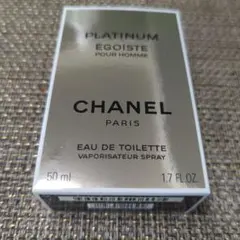 PLATINUM
ÉGOÏSTE
POUR HOMME
CHANEL
PARIS
EAU DE TOILETTE
VAPORISATEUR SPRAY
50 ml 1.7 FL. OZ.